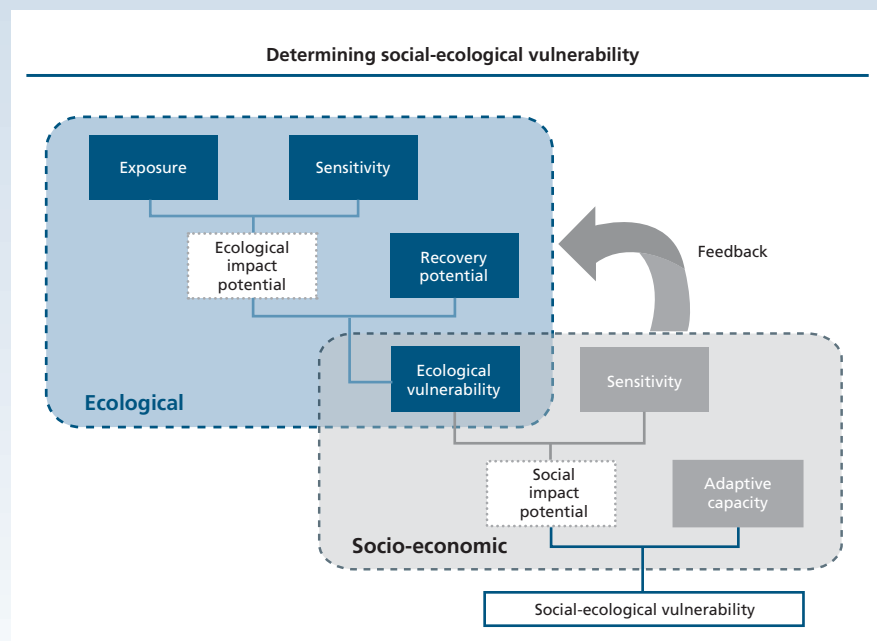 Determining social-ecological vulnerability
Exposure
Sensitivity
Ecological
impact
potential
Recovery
potential
Feedback
Ecological
vulnerability
Sensitivity
Ecological
Social
impact
potential
Adaptive
capacity
Socio-economic
Social-ecological vulnerability